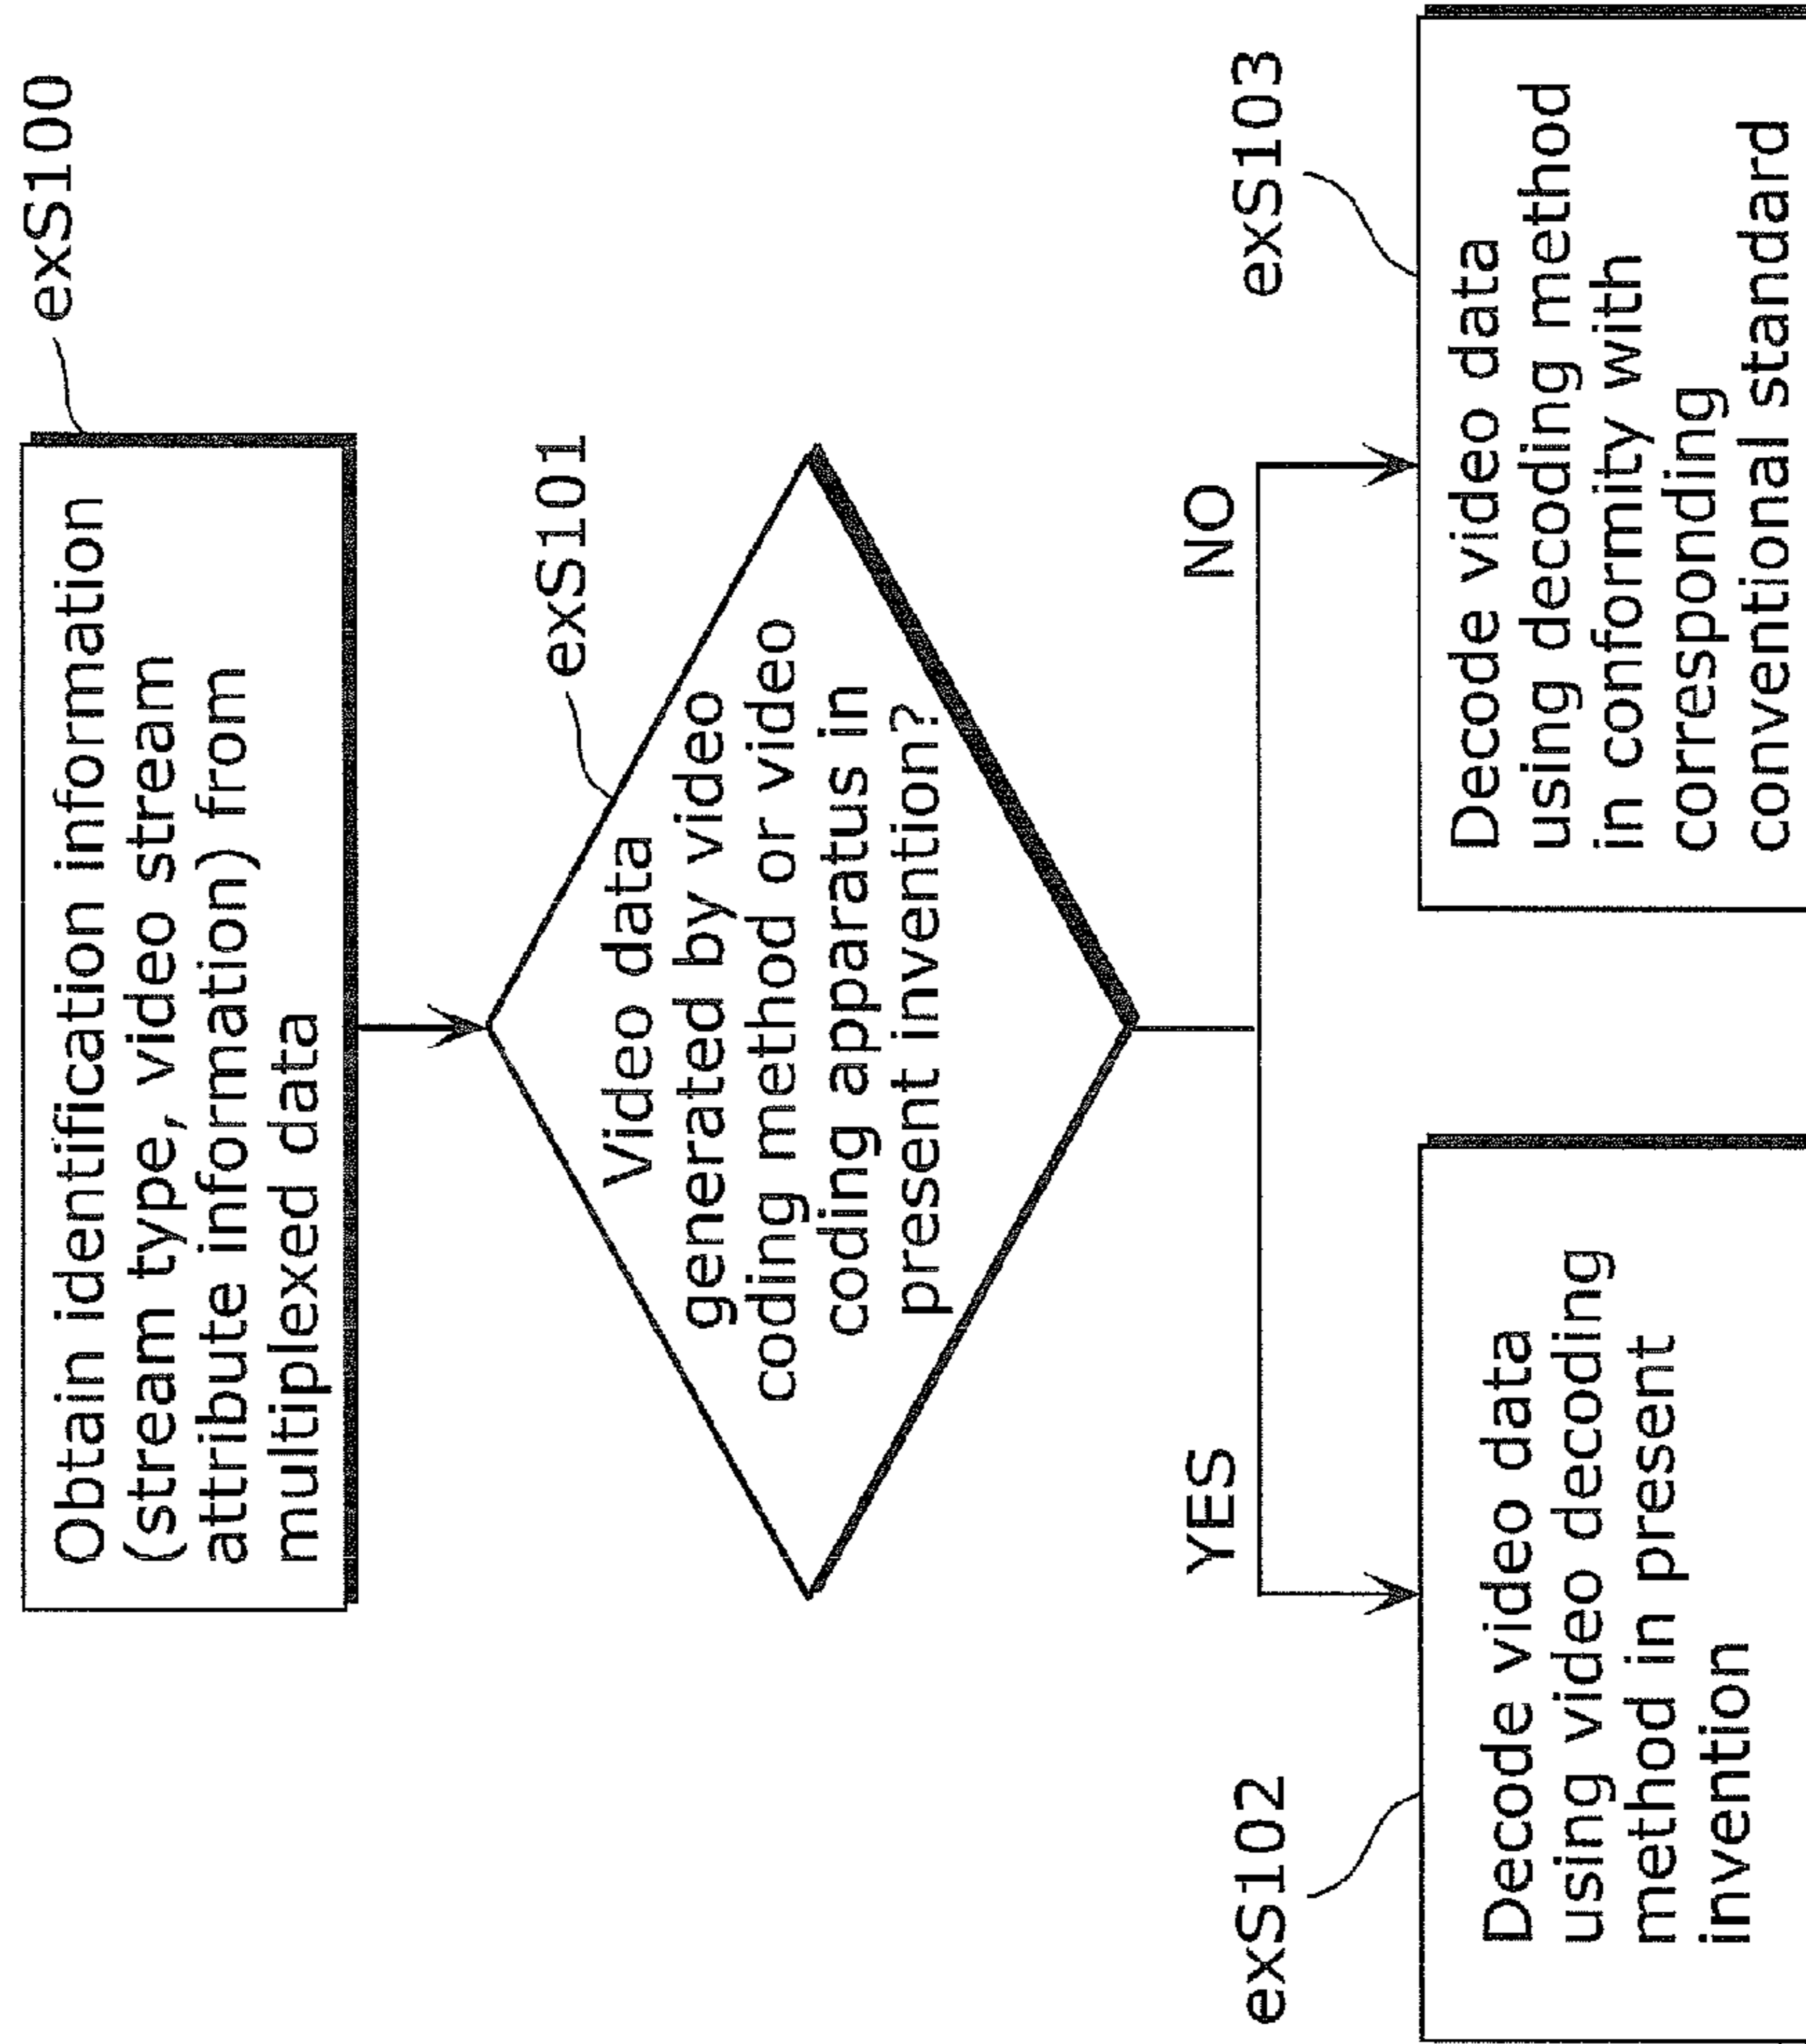 exS100
Obtain identification information
(stream type, video stream
attribute information) from
multiplexed data
exS101
Video data
generated by video
coding method or video
coding apparatus in
present invention?
YES
NO
exS102
Decode video data
using video decoding
method in present
invention
exS103
Decode video data
using decoding method
in conformity with
corresponding
conventional standard